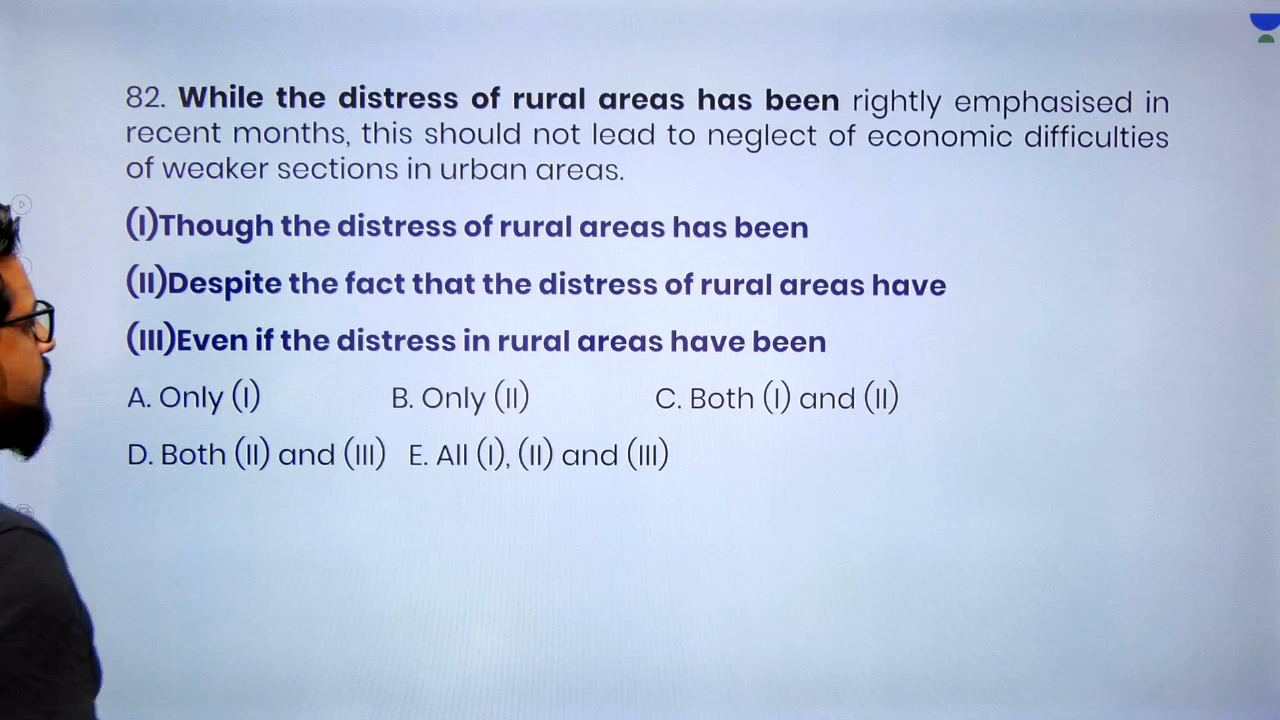 82. While the distress of rural areas has been rightly emphasised in
recent months, this should not lead to neglect of economic difficulties
of weaker sections in urban areas.
(I)Though the distress of rural areas has been
(II)Despite the fact that the distress of rural areas have
(III)Even if the distress in rural areas have been
A. Only (I) B. Only (II) C. Both (I) and (II)
D. Both (II) and (III) E. All (I), (II) and (III)